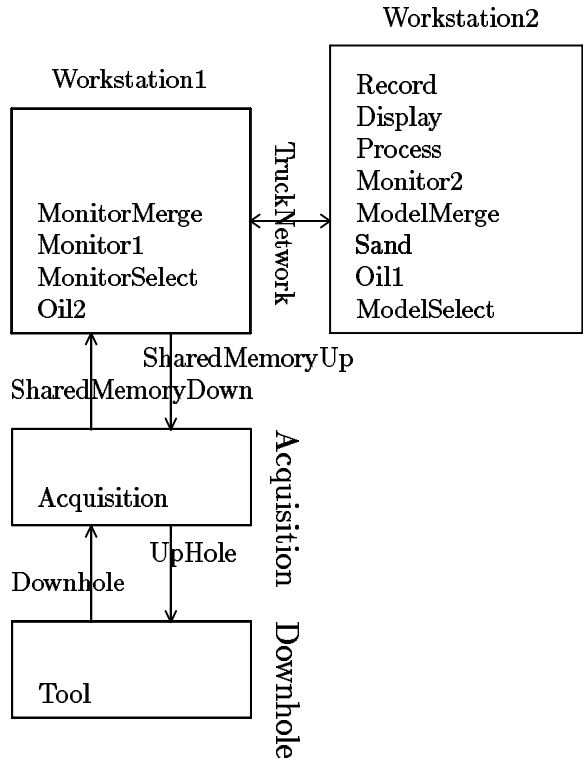 Workstation2
Workstation1
Record
Display
Process
Monitor2
ModelMerge
Sand
Oil1
ModelSelect
TruckNetwork
MonitorMerge
Monitor1
MonitorSelect
Oil2
SharedMemoryUp
SharedMemoryDown
Acquisition
Acquisition
UpHole
Downhole
Downhole
Tool